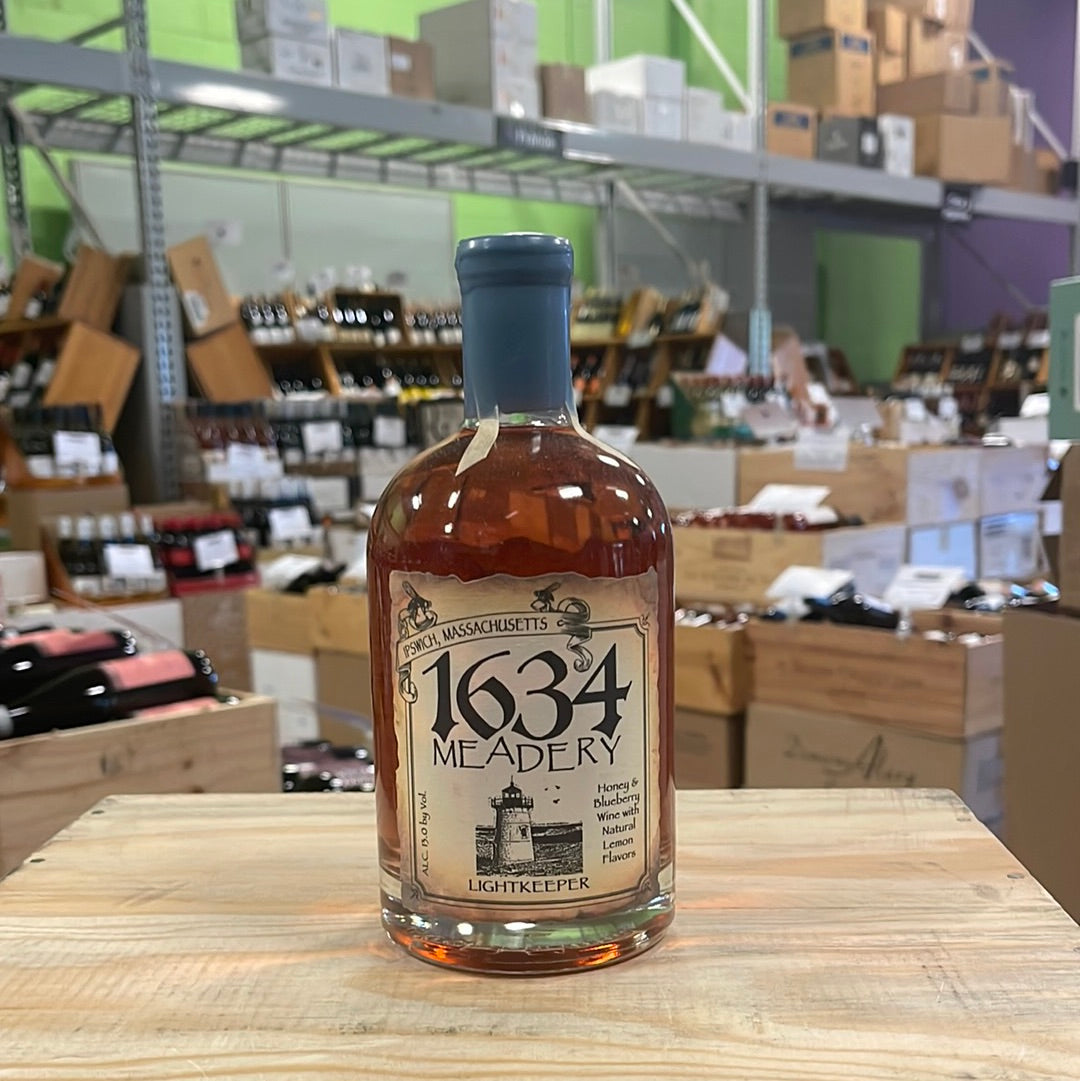 IPSWICH, MASSACHUSETTS
1634
MEADERY
Honey &
Blueberry
Wine with
Natural
Lemon
Flavors
ALC. 13.0 by Vol.
LIGHTKEEPER